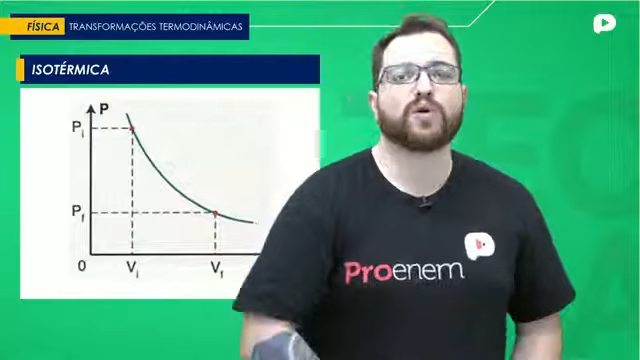 FÍSICA TRANSFORMAÇÕES TERMODINÂMICAS
ISOTÉRMICA
P
Pi
Pf
0 Vi Vf
Proenem